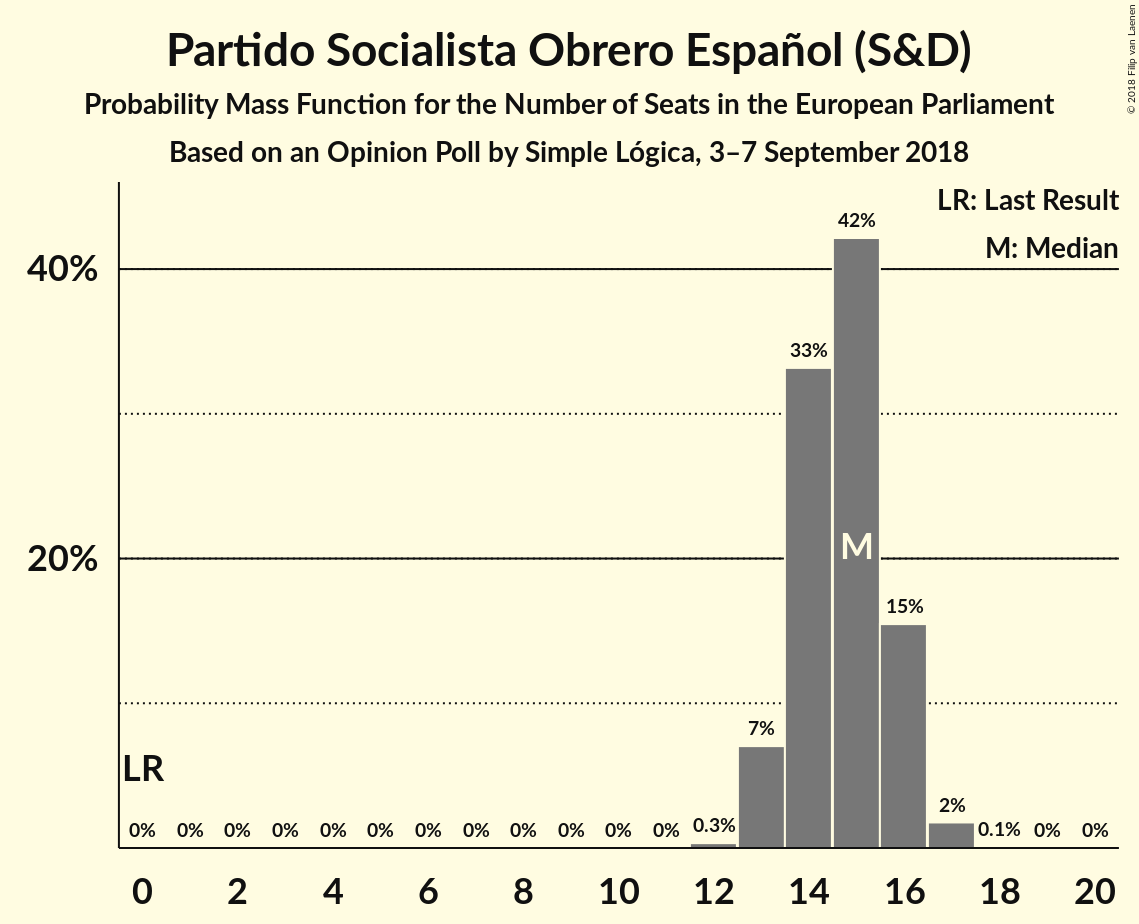 Partido Socialista Obrero Español (S&D)
Probability Mass Function for the Number of Seats in the European Parliament
Based on an Opinion Poll by Simple Lógica, 3–7 September 2018
© 2018 Filip van Laenen
LR: Last Result
M: Median
40%
20%
42%
33%
M
15%
7%
LR
2%
0% 0% 0% 0% 0% 0% 0% 0% 0% 0% 0% 0% 0.3% 0.1% 0% 0%
0 2 4 6 8 10 12 14 16 18 20